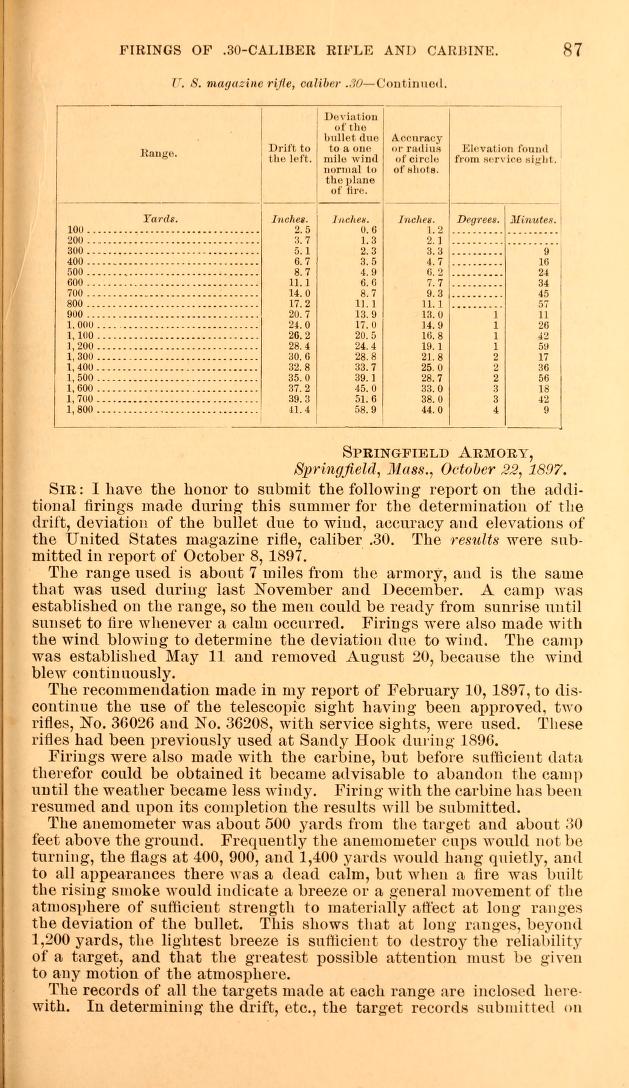 FIRINGS OF .30-CALIBER RIFLE AND CARBINE. 87
U. S. magazine rifle, caliber .30—Continued.
Range. Drift to the left. Deviation of the bullet due to a one mile wind normal to the plane of fire. Accuracy or radius of circle of shots. Elevation found from service sight.
Yards. Inches. Inches. Inches. Degrees. Minutes.
100 2.5 0.6 1.2
200 3.7 1.3 2.1
300 5.1 2.3 3.3 9
400 6.7 3.5 4.7 16
500 8.7 4.9 6.2 24
600 11.1 6.6 7.7 34
700 14.0 8.7 9.3 45
800 17.2 11.1 11.1 57
900 20.7 13.9 13.0 1 11
1,000 24.0 17.0 14.9 1 26
1,100 26.2 20.5 16.8 1 42
1,200 28.4 24.4 19.1 1 59
1,300 30.6 28.8 21.8 2 17
1,400 32.8 33.7 25.0 2 36
1,500 35.0 39.1 28.7 2 56
1,600 37.2 45.0 33.0 3 18
1,700 39.3 51.6 38.0 3 42
1,800 41.4 58.9 44.0 4 9
SPRINGFIELD ARMORY,
Springfield, Mass., October 22, 1897.
SIR: I have the honor to submit the following report on the addi-
tional firings made during this summer for the determination of the
drift, deviation of the bullet due to wind, accuracy and elevations of
the United States magazine rifle, caliber .30. The results were sub-
mitted in report of October 8, 1897.
The range used is about 7 miles from the armory, and is the same
that was used during last November and December. A camp was
established on the range, so the men could be ready from sunrise until
sunset to fire whenever a calm occurred. Firings were also made with
the wind blowing to determine the deviation due to wind. The camp
was established May 11 and removed August 20, because the wind
blew continuously.
The recommendation made in my report of February 10, 1897, to dis-
continue the use of the telescopic sight having been approved, two
rifles, No. 36026 and No. 36208, with service sights, were used. These
rifles had been previously used at Sandy Hook during 1896.
Firings were also made with the carbine, but before sufficient data
therefor could be obtained it became advisable to abandon the camp
until the weather became less windy. Firing with the carbine has been
resumed and upon its completion the results will be submitted.
The anemometer was about 500 yards from the target and about 30
feet above the ground. Frequently the anemometer cups would not be
turning, the flags at 400, 900, and 1,400 yards would hang quietly, and
to all appearances there was a dead calm, but when a fire was built
the rising smoke would indicate a breeze or a general movement of the
atmosphere of sufficient strength to materially affect at long ranges
the deviation of the bullet. This shows that at long ranges, beyond
1,200 yards, the lightest breeze is sufficient to destroy the reliability
of a target, and that the greatest possible attention must be given
to any motion of the atmosphere.
The records of all the targets made at each range are inclosed here-
with. In determining the drift, etc., the target records submitted on